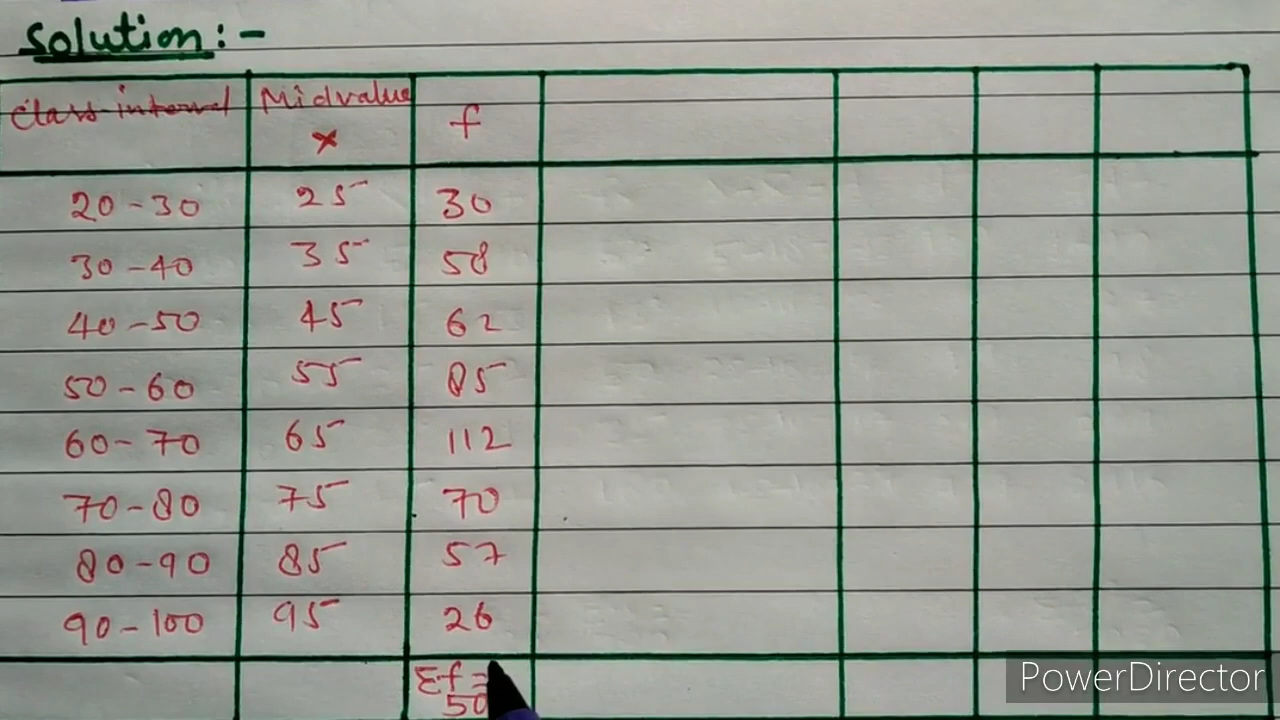 Solution:-
Class interval Midvalue x f
20-30 25 30
30-40 35 58
40-50 45 62
50-60 55 85
60-70 65 112
70-80 75 70
80-90 85 57
90-100 95 26
Σf=
50
PowerDirector